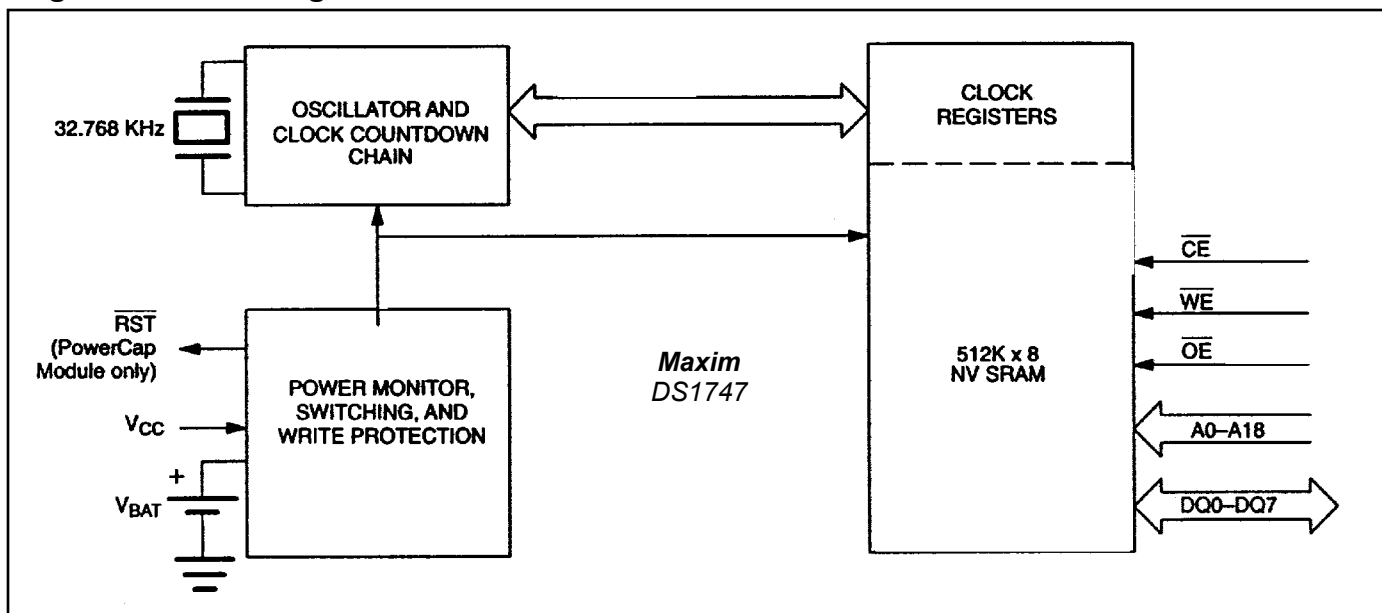 32.768 KHz
OSCILLATOR AND
CLOCK COUNTDOWN
CHAIN
CLOCK
REGISTERS
RST
(PowerCap
Module only)
VCC
+
VBAT
POWER MONITOR,
SWITCHING, AND
WRITE PROTECTION
Maxim
DS1747
512K x 8
NV SRAM
CE
WE
OE
A0–A18
DQ0–DQ7